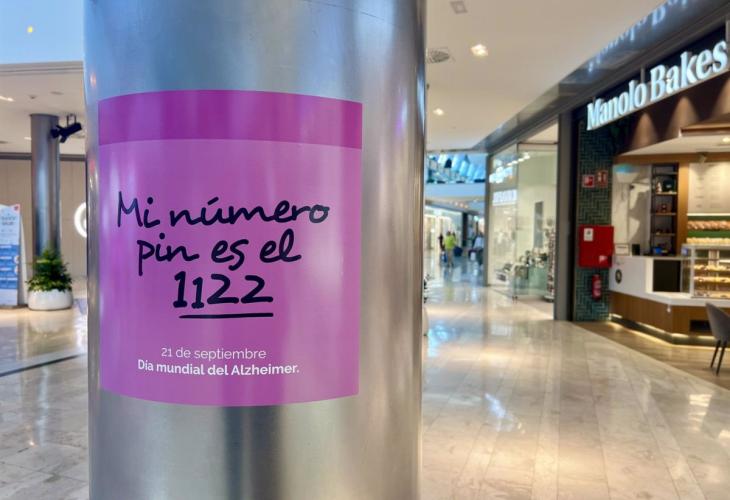 Mi número
pin es el
1122
21 de septiembre
Día mundial del Alzheimer.
Manolo Bakes